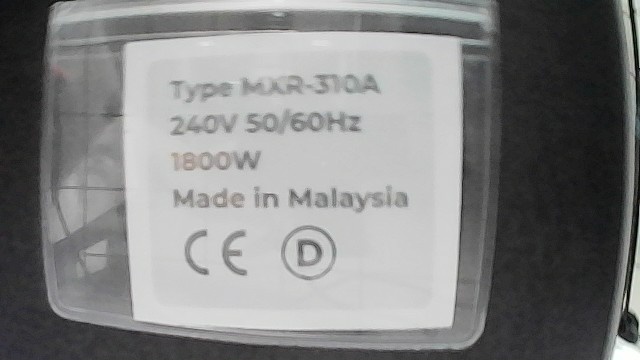 Type MXR-310A
240V 50/60Hz
1800W
Made in Malaysia
CE D